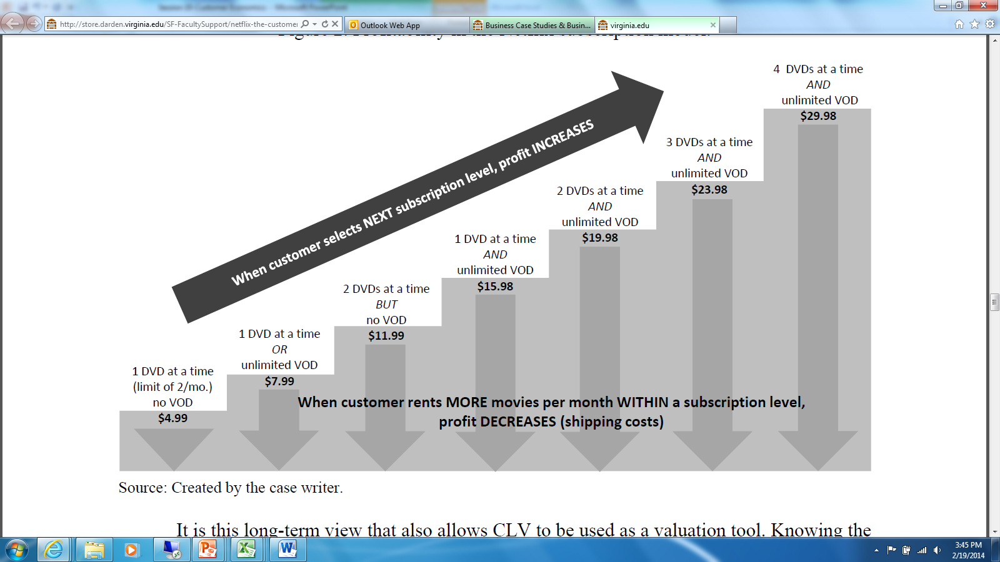 http://store.darden.virginia.edu/SF-FacultySupport/netflix-the-customer
Outlook Web App
Business Case Studies & Busin...
virginia.edu
4 DVDs at a time
AND
unlimited VOD
$29.98
3 DVDs at a time
AND
unlimited VOD
$23.98
2 DVDs at a time
AND
unlimited VOD
$19.98
1 DVD at a time
AND
unlimited VOD
$15.98
2 DVDs at a time
BUT
no VOD
$11.99
1 DVD at a time
OR
unlimited VOD
$7.99
1 DVD at a time
(limit of 2/mo.)
no VOD
$4.99
When customer selects NEXT subscription level, profit INCREASES
When customer rents MORE movies per month WITHIN a subscription level,
profit DECREASES (shipping costs)
Source: Created by the case writer.
It is this long-term view that also allows CLV to be used as a valuation tool. Knowing the
3:45 PM
2/19/2014